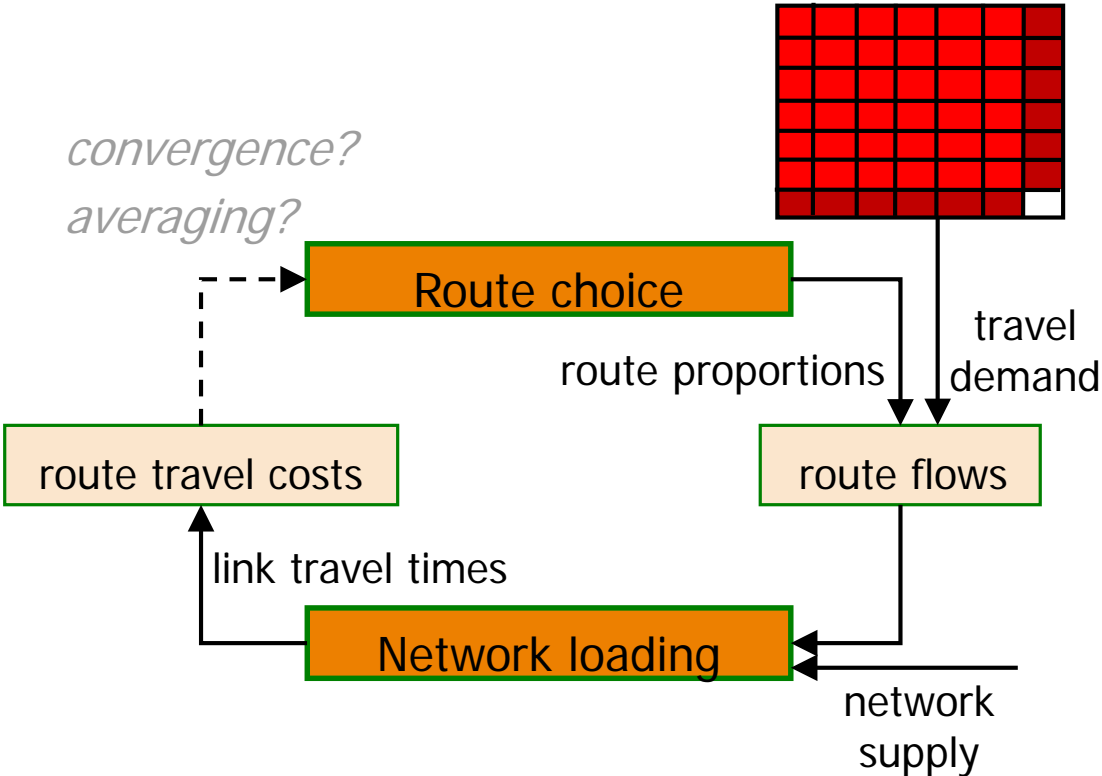 convergence?
averaging?
Route choice
travel
demand
route proportions
route travel costs
route flows
link travel times
Network loading
network
supply